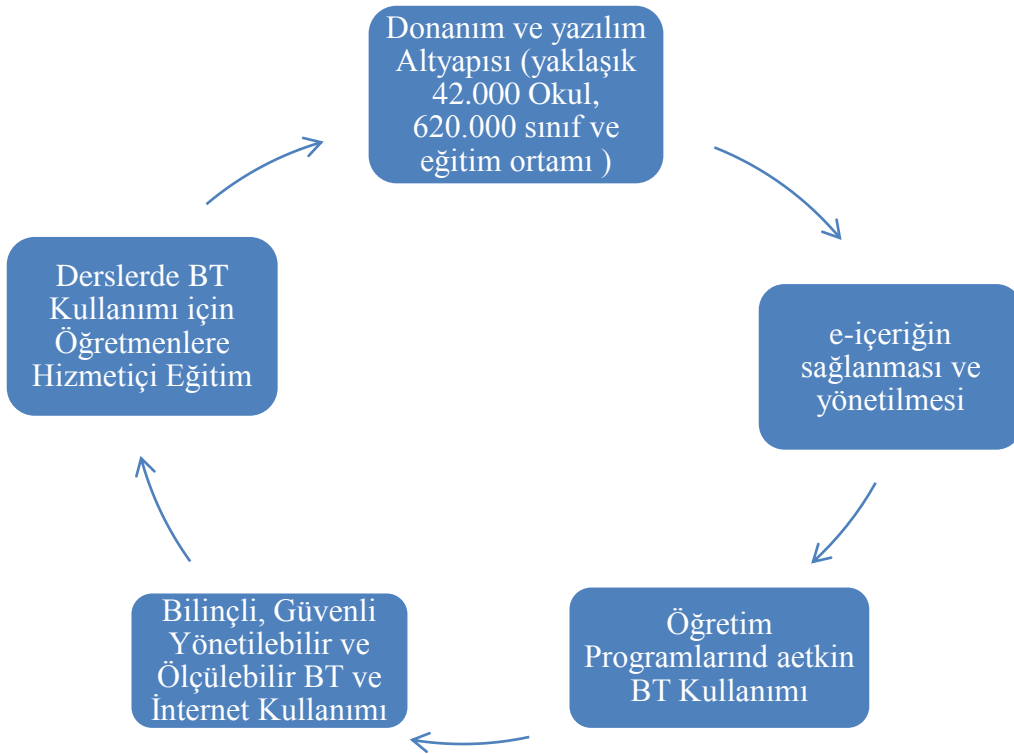 Donanım ve yazılım
Altyapısı (yaklaşık
42.000 Okul,
620.000 sınıf ve
eğitim ortamı )
e-içeriğin
sağlanması ve
yönetilmesi
Öğretim
Programlarınd aetkin
BT Kullanımı
Bilinçli, Güvenli
Yönetilebilir ve
Ölçülebilir BT ve
İnternet Kullanımı
Derslerde BT
Kullanımı için
Öğretmenlere
Hizmetiçi Eğitim